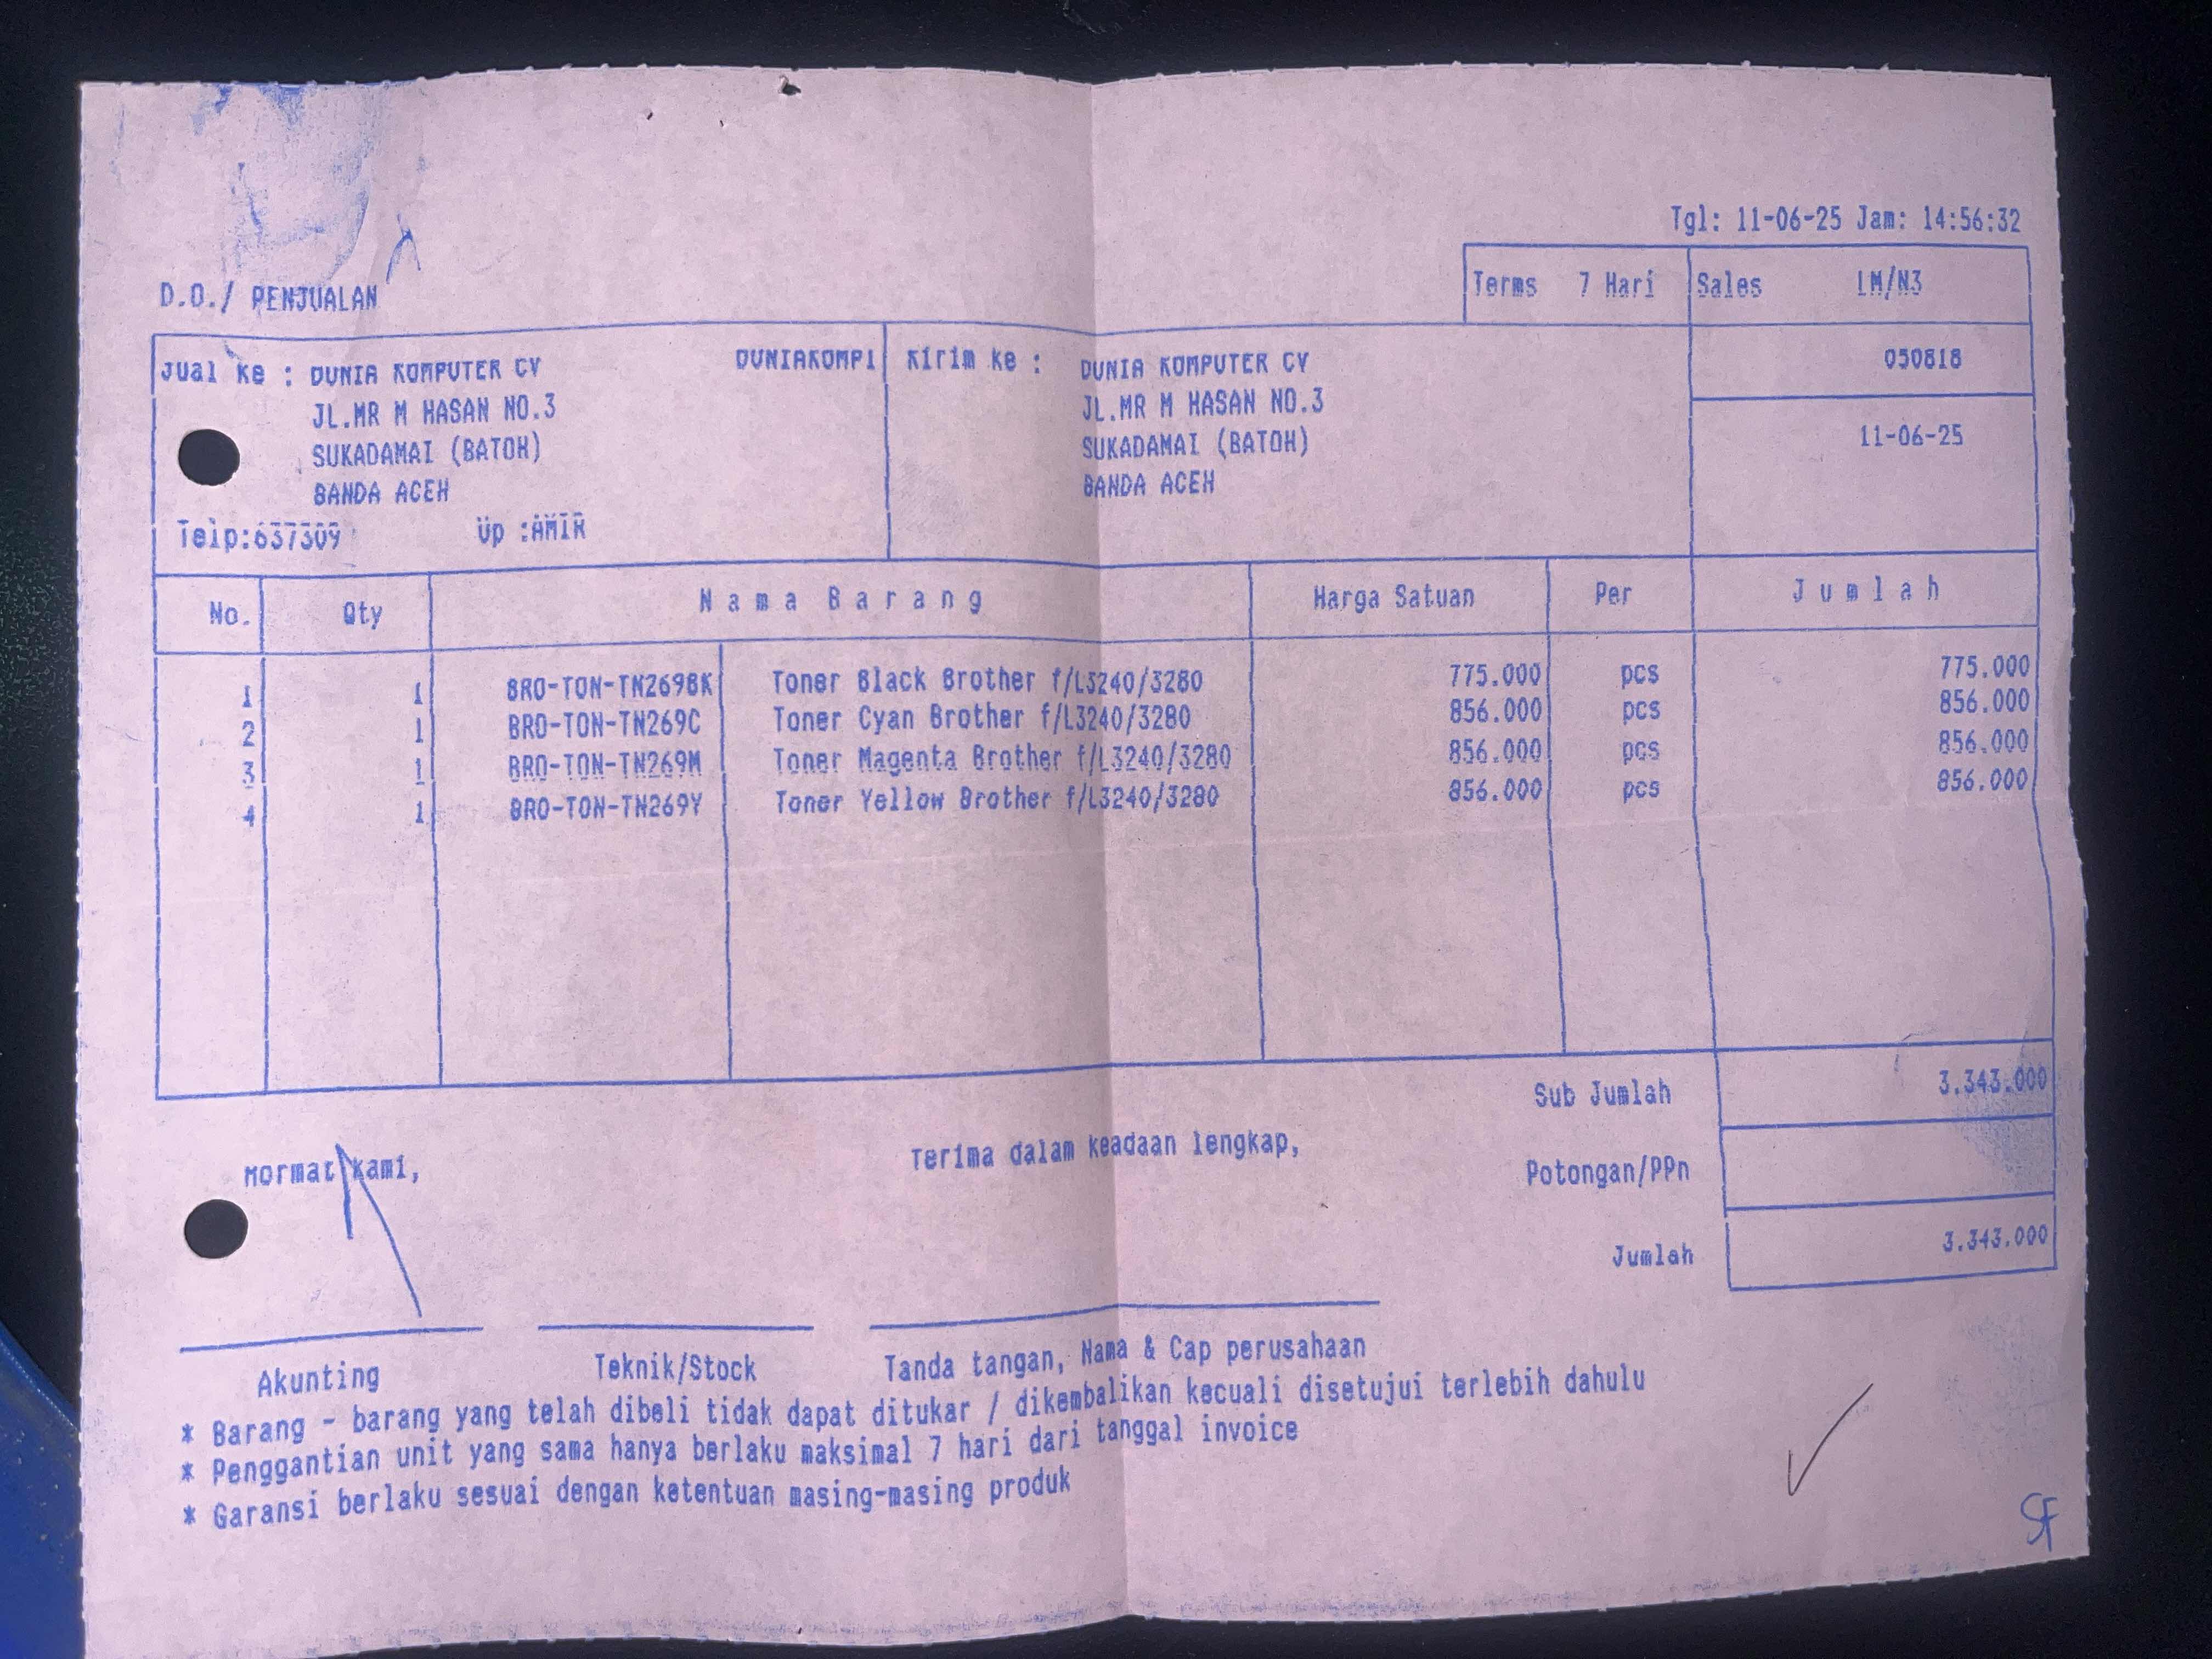 Tgl: 11-06-25 Jam: 14:56:32
Terms 7 Hari Sales LM/N3
D.O./ PENJUALAN
050818
11-06-25
Jual ke : DUNIA KOMPUTER CV DUNIAKOMP1
JL.MR M HASAN NO.3
SUKADAMAI (BATOH)
BANDA ACEH
Telp:637309 Up :AMIR
Kirim ke : DUNIA KOMPUTER CV
JL.MR M HASAN NO.3
SUKADAMAI (BATOH)
BANDA ACEH
No. Qty Nama Barang Harga Satuan Per Jumlah
1 1 BRO-TON-TN269BK Toner Black Brother f/L3240/3280 775.000 pcs 775.000
2 1 BRO-TON-TN269C Toner Cyan Brother f/L3240/3280 856.000 pcs 856.000
3 1 BRO-TON-TN269M Toner Magenta Brother f/L3240/3280 856.000 pcs 856.000
4 1 BRO-TON-TN269Y Toner Yellow Brother f/L3240/3280 856.000 pcs 856.000
Sub Jumlah 3.343.000
Potongan/PPn
Jumlah 3.343.000
Hormat kami, Terima dalam keadaan lengkap,
Akunting Teknik/Stock Tanda tangan, Nama & Cap perusahaan
* Barang - barang yang telah dibeli tidak dapat ditukar / dikembalikan kecuali disetujui terlebih dahulu
* Penggantian unit yang sama hanya berlaku maksimal 7 hari dari tanggal invoice
* Garansi berlaku sesuai dengan ketentuan masing-masing produk
SF